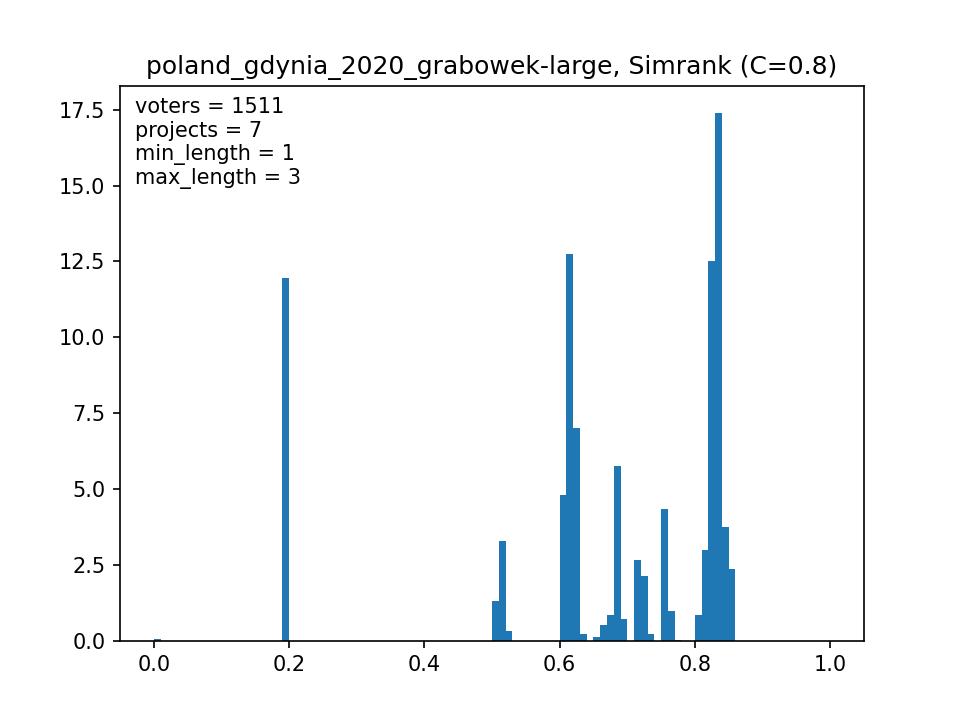 poland_gdynia_2020_grabowek-large, Simrank (C=0.8)
voters = 1511
projects = 7
min_length = 1
max_length = 3
17.5
15.0
12.5
10.0
7.5
5.0
2.5
0.0
0.0 0.2 0.4 0.6 0.8 1.0